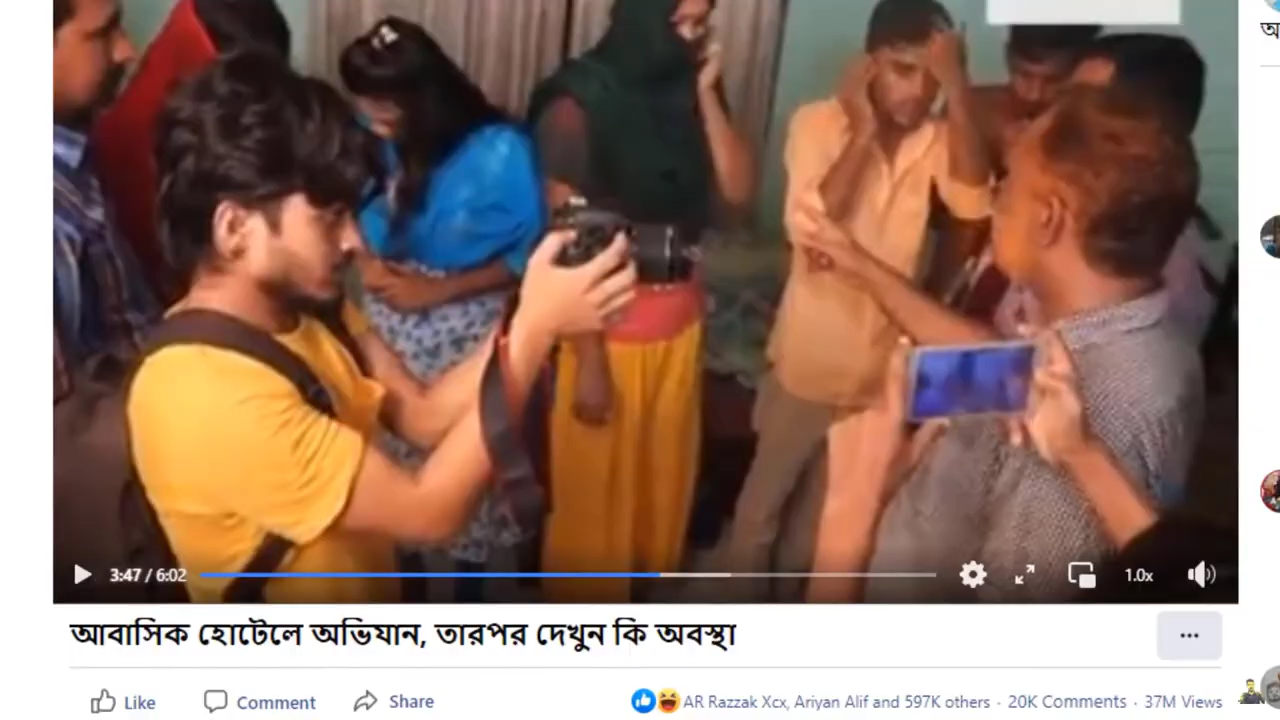 অ
3:47 / 6:02
1.0x
আবাসিক হোটেলে অভিযান, তারপর দেখুন কি অবস্থা
Like Comment Share AR Razzak Xcx, Ariyan Alif and 597K others · 20K Comments · 37M Views